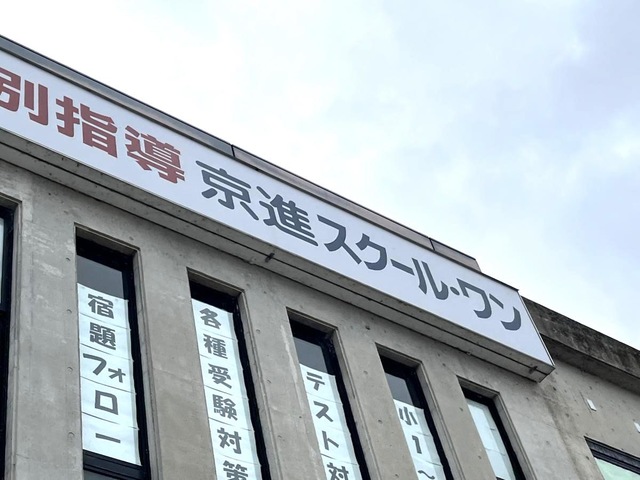 別指導 京進スクール・ワン
宿題フォロー
各種受験対策
テスト対
小1～